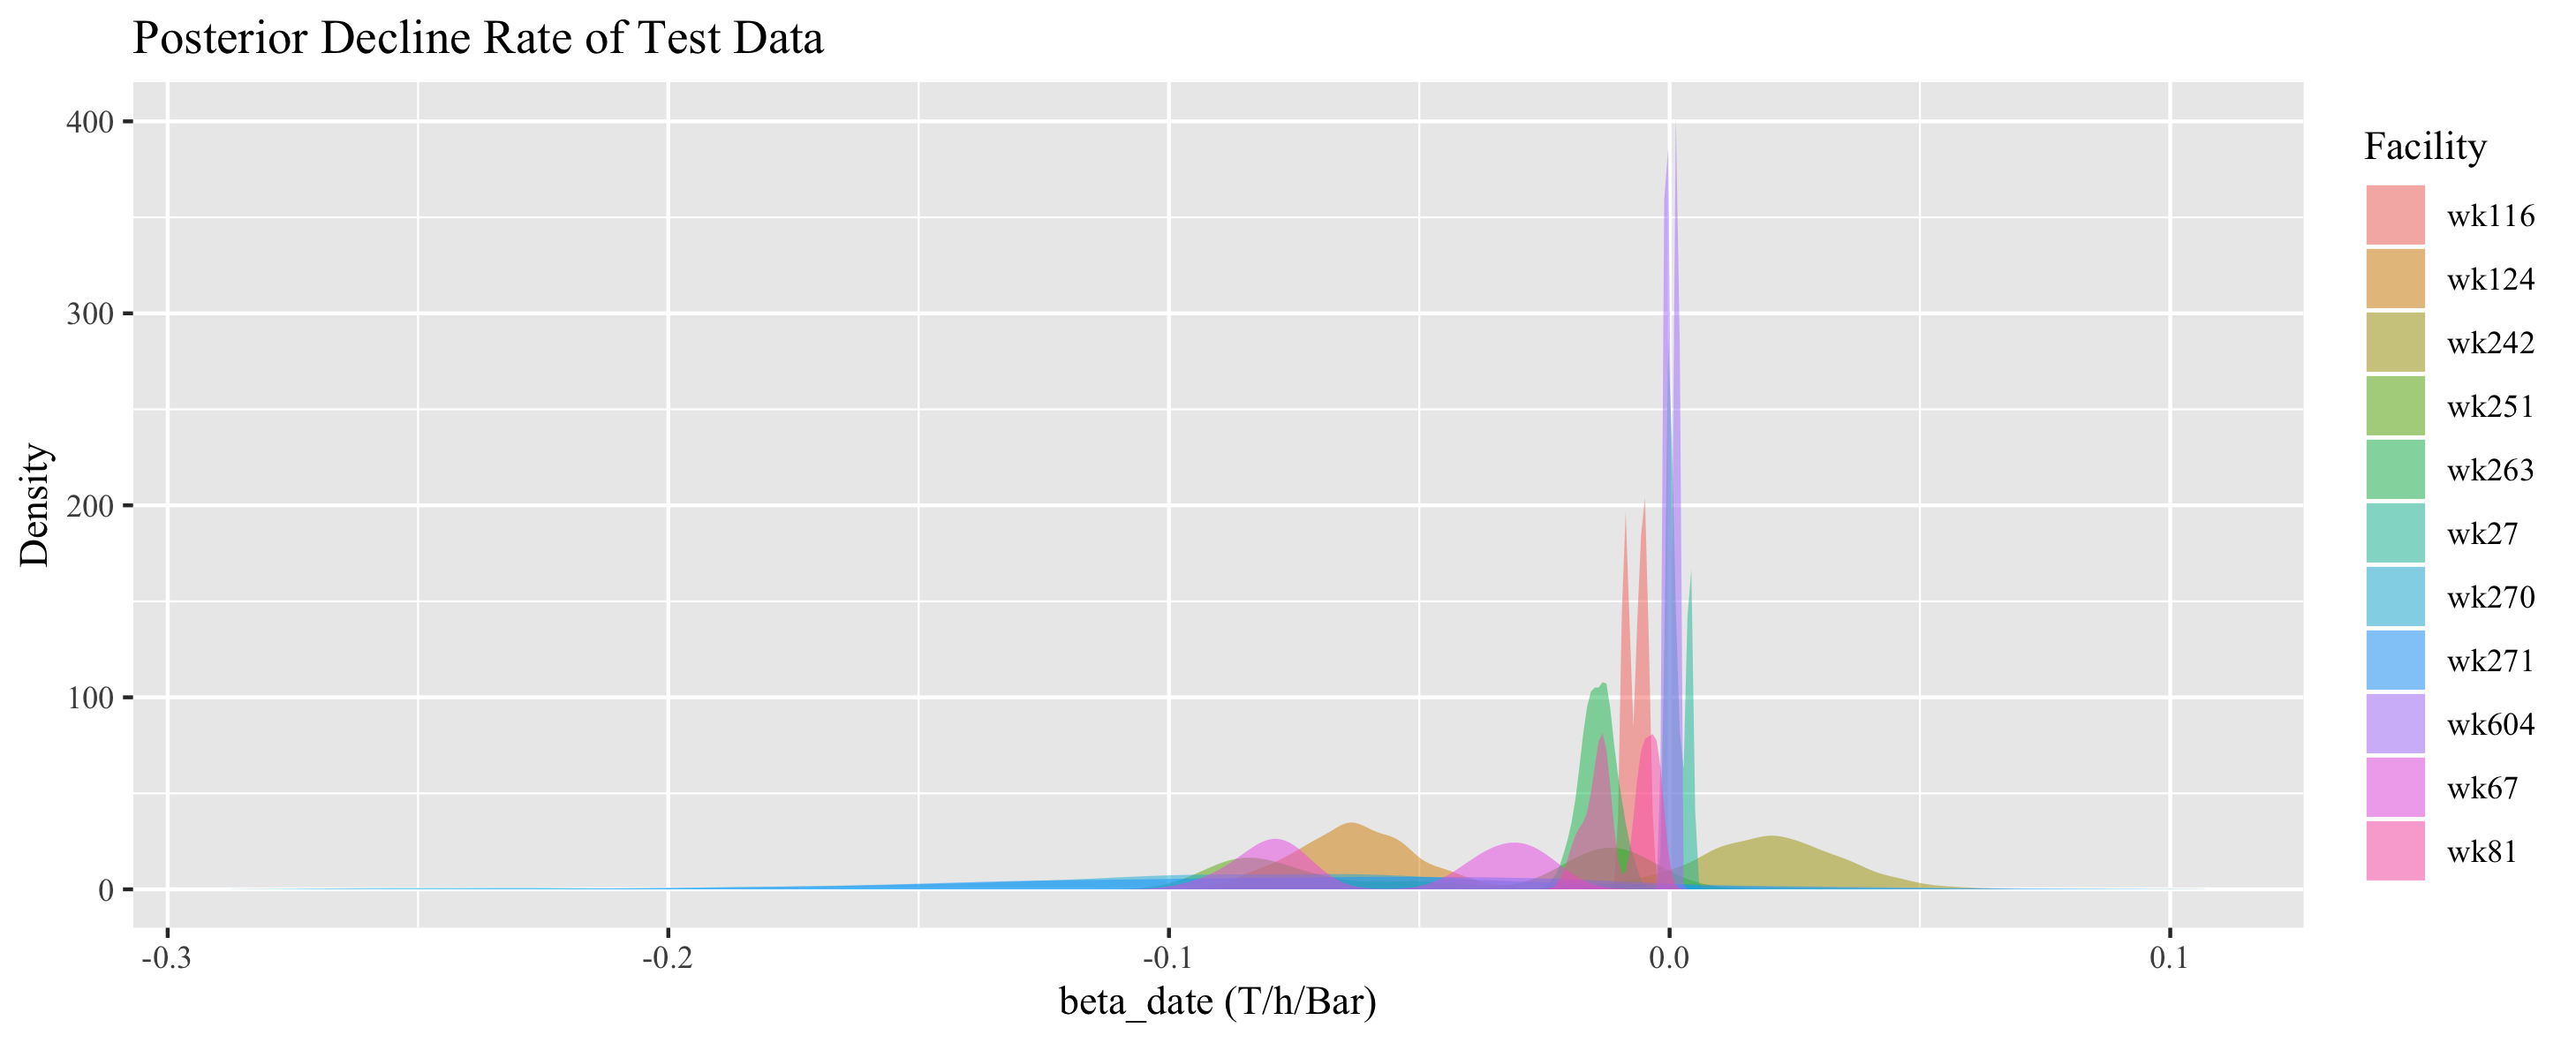 Posterior Decline Rate of Test Data
400
300
200
100
0
Density
-0.3
-0.2
-0.1
0.0
0.1
beta_date (T/h/Bar)
Facility
wk116
wk124
wk242
wk251
wk263
wk27
wk270
wk271
wk604
wk67
wk81